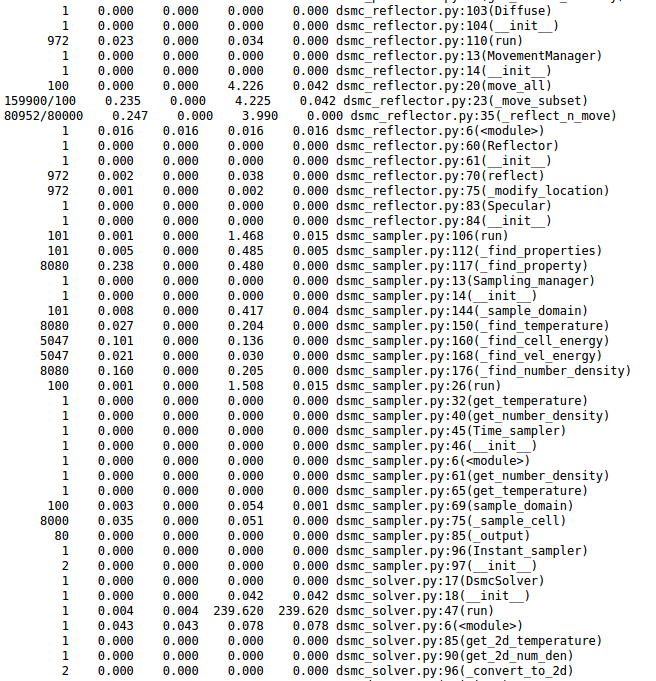 1 0.000 0.000 0.000 0.000 dsmc_reflector.py:103(Diffuse)
1 0.000 0.000 0.000 0.000 dsmc_reflector.py:104(__init__)
972 0.023 0.000 0.034 0.000 dsmc_reflector.py:110(run)
1 0.000 0.000 0.000 0.000 dsmc_reflector.py:13(MovementManager)
1 0.000 0.000 0.000 0.000 dsmc_reflector.py:14(__init__)
100 0.000 0.000 4.226 0.042 dsmc_reflector.py:20(move_all)
159900/100 0.235 0.000 4.225 0.042 dsmc_reflector.py:23(_move_subset)
80952/80000 0.247 0.000 3.990 0.000 dsmc_reflector.py:35(_reflect_n_move)
1 0.016 0.016 0.016 0.016 dsmc_reflector.py:6(<module>)
1 0.000 0.000 0.000 0.000 dsmc_reflector.py:60(Reflector)
1 0.000 0.000 0.000 0.000 dsmc_reflector.py:61(__init__)
972 0.002 0.000 0.038 0.000 dsmc_reflector.py:70(reflect)
972 0.001 0.000 0.002 0.000 dsmc_reflector.py:75(_modify_location)
1 0.000 0.000 0.000 0.000 dsmc_reflector.py:83(Specular)
1 0.000 0.000 0.000 0.000 dsmc_reflector.py:84(__init__)
101 0.001 0.000 1.468 0.015 dsmc_sampler.py:106(run)
101 0.005 0.000 0.485 0.005 dsmc_sampler.py:112(_find_properties)
8080 0.238 0.000 0.480 0.000 dsmc_sampler.py:117(_find_property)
1 0.000 0.000 0.000 0.000 dsmc_sampler.py:13(Sampling_manager)
1 0.000 0.000 0.000 0.000 dsmc_sampler.py:14(__init__)
101 0.008 0.000 0.417 0.004 dsmc_sampler.py:144(_sample_domain)
8080 0.027 0.000 0.204 0.000 dsmc_sampler.py:150(_find_temperature)
5047 0.101 0.000 0.136 0.000 dsmc_sampler.py:160(_find_cell_energy)
5047 0.021 0.000 0.030 0.000 dsmc_sampler.py:168(_find_vel_energy)
8080 0.160 0.000 0.205 0.000 dsmc_sampler.py:176(_find_number_density)
100 0.001 0.000 1.508 0.015 dsmc_sampler.py:26(run)
1 0.000 0.000 0.000 0.000 dsmc_sampler.py:32(get_temperature)
1 0.000 0.000 0.000 0.000 dsmc_sampler.py:40(get_number_density)
1 0.000 0.000 0.000 0.000 dsmc_sampler.py:45(Time_sampler)
1 0.000 0.000 0.000 0.000 dsmc_sampler.py:46(__init__)
1 0.000 0.000 0.000 0.000 dsmc_sampler.py:6(<module>)
1 0.000 0.000 0.000 0.000 dsmc_sampler.py:61(get_number_density)
1 0.000 0.000 0.000 0.000 dsmc_sampler.py:65(get_temperature)
100 0.003 0.000 0.054 0.001 dsmc_sampler.py:69(sample_domain)
8000 0.035 0.000 0.051 0.000 dsmc_sampler.py:75(_sample_cell)
80 0.000 0.000 0.000 0.000 dsmc_sampler.py:85(_output)
1 0.000 0.000 0.000 0.000 dsmc_sampler.py:96(Instant_sampler)
2 0.000 0.000 0.000 0.000 dsmc_sampler.py:97(__init__)
1 0.000 0.000 0.000 0.000 dsmc_solver.py:17(DsmcSolver)
1 0.000 0.000 0.042 0.042 dsmc_solver.py:18(__init__)
1 0.004 0.004 239.620 239.620 dsmc_solver.py:47(run)
1 0.043 0.043 0.078 0.078 dsmc_solver.py:6(<module>)
1 0.000 0.000 0.000 0.000 dsmc_solver.py:85(get_2d_temperature)
1 0.000 0.000 0.000 0.000 dsmc_solver.py:90(get_2d_num_den)
2 0.000 0.000 0.000 0.000 dsmc_solver.py:96(_convert_to_2d)